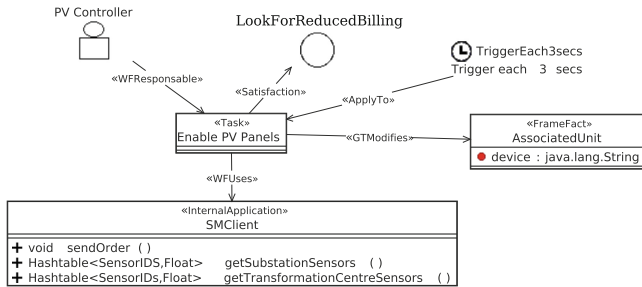 PV Controller
LookForReducedBilling
TriggerEach3secs
Trigger each 3 secs
«WFResponsable»
«Satisfaction»
«ApplyTo»
«Task»
Enable PV Panels
«GTModifies»
«FrameFact»
AssociatedUnit
device : java.lang.String
«WFUses»
«InternalApplication»
SMClient
+ void sendOrder ( )
+ Hashtable<SensorIDS,Float> getSubstationSensors ( )
+ Hashtable<SensorIDs,Float> getTransformationCentreSensors ( )